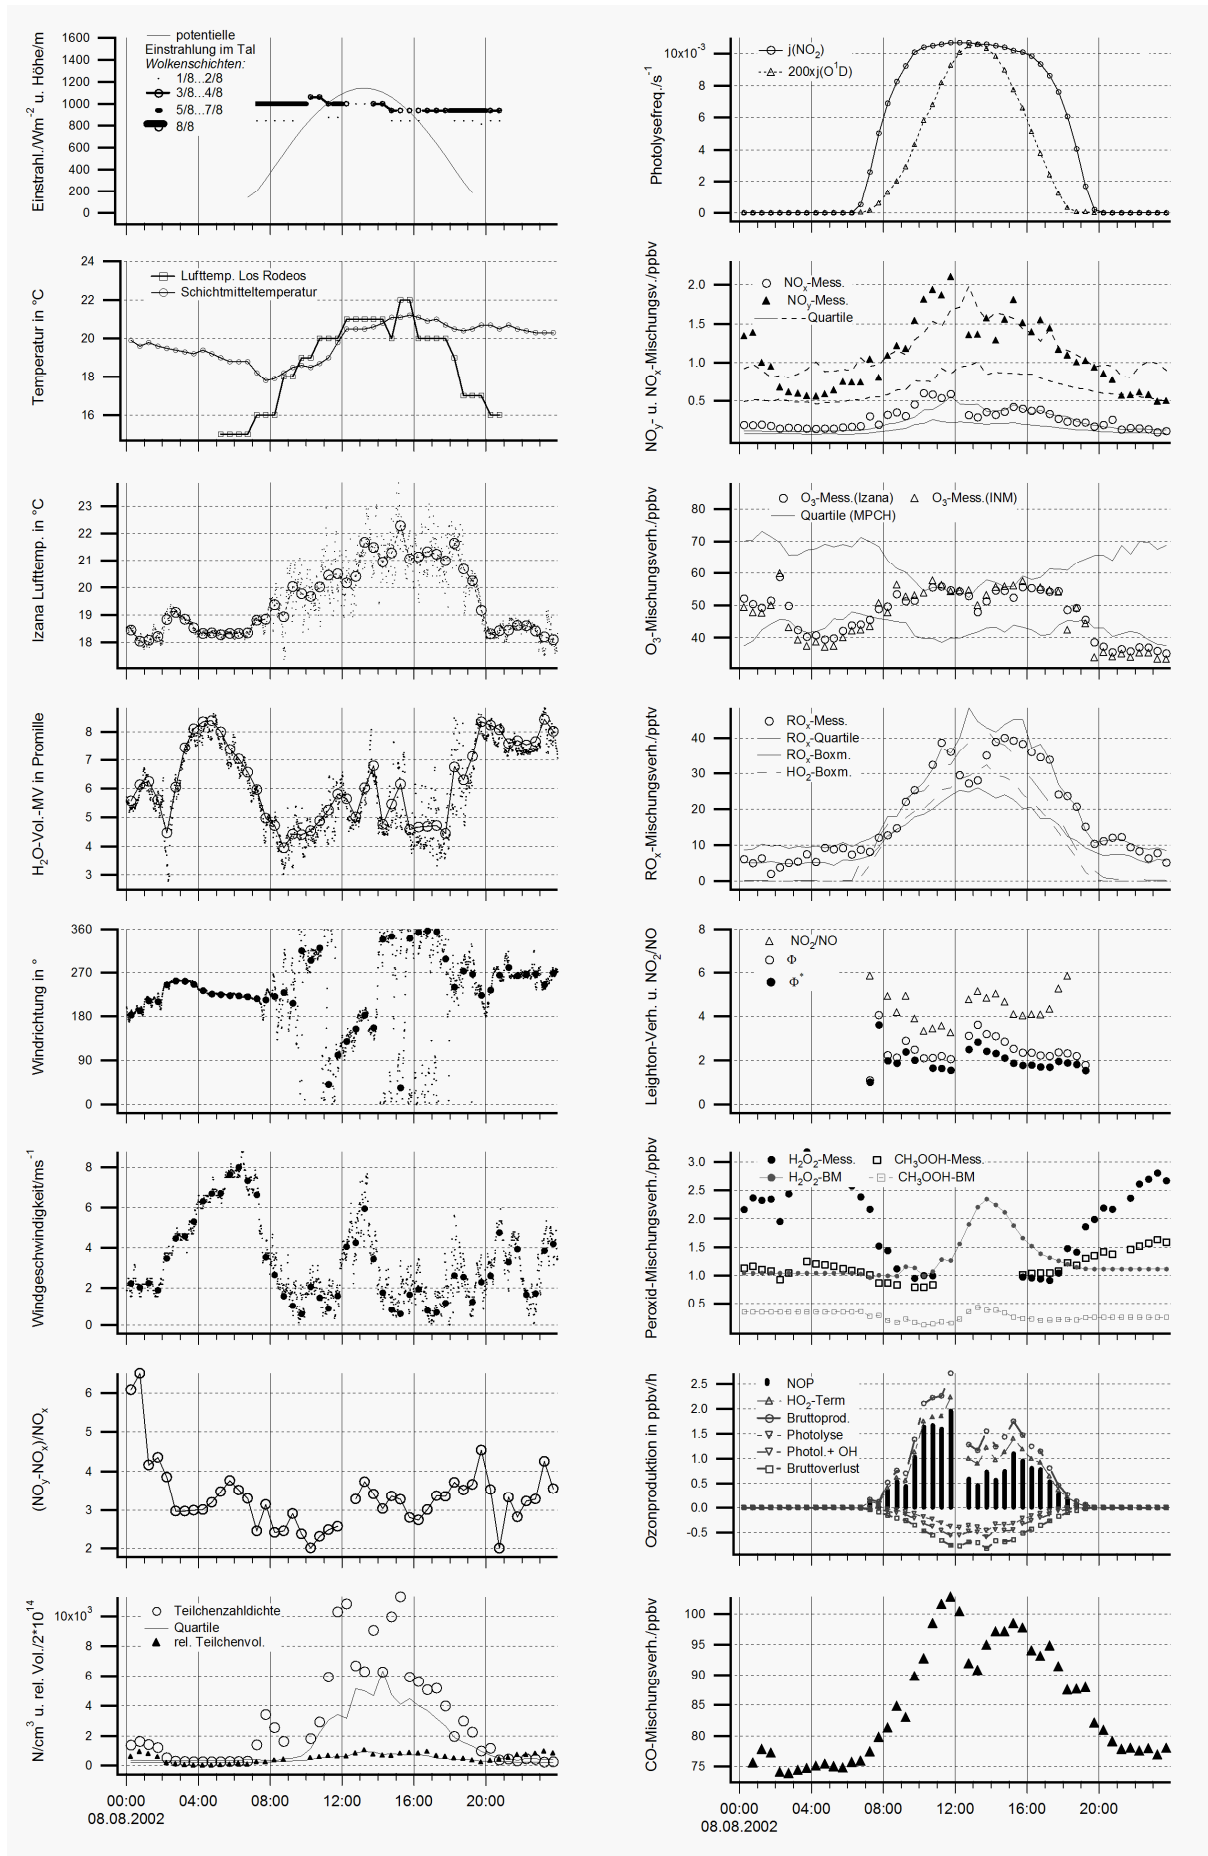 Einstrahl./Wm⁻² u. Höhe/m
1600
1400
1200
1000
800
600
400
200
0
potentielle
Einstrahlung im Tal
Wolkenschichten:
1/8...2/8
3/8...4/8
5/8...7/8
8/8
Temperatur in °C
24
22
20
18
16
Lufttemp. Los Rodeos
Schichtmitteltemperatur
Izana Lufttemp. in °C
23
22
21
20
19
18
H₂O-Vol.-MV in Promille
8
7
6
5
4
3
Windrichtung in °
360
270
180
90
0
Windgeschwindigkeit/ms⁻¹
8
6
4
2
0
(NOy-NOx)/NOx
6
5
4
3
2
N/cm³ u. rel. Vol./2*10¹⁴
10x10³
8
6
4
2
0
Teilchenzahldichte
Quartile
rel. Teilchenvol.
00:00 04:00 08:00 12:00 16:00 20:00
08.08.2002
Photolysefreq./s⁻¹
10x10⁻³
8
6
4
2
0
j(NO₂)
200xj(O¹D)
NOy- u. NOx-Mischungsv./ppbv
2.0
1.5
1.0
0.5
NOx-Mess.
NOy-Mess.
Quartile
O₃-Mischungsverh./ppbv
80
70
60
50
40
O₃-Mess.(Izana) O₃-Mess.(INM)
Quartile (MPCH)
ROx-Mischungsverh./pptv
40
30
20
10
0
ROx-Mess.
ROx-Quartile
ROx-Boxm.
HO₂-Boxm.
Leighton-Verh. u. NO₂/NO
8
6
4
2
0
NO₂/NO
Φ
Φ*
Peroxid-Mischungsverh./ppbv
3.0
2.5
2.0
1.5
1.0
0.5
H₂O₂-Mess. CH₃OOH-Mess.
H₂O₂-BM CH₃OOH-BM
Ozonproduktion in ppbv/h
2.5
2.0
1.5
1.0
0.5
0.0
-0.5
NOP
HO₂-Term
Bruttoprod.
Photolyse
Photol.+ OH
Bruttoverlust
CO-Mischungsverh./ppbv
100
95
90
85
80
75
00:00 04:00 08:00 12:00 16:00 20:00
08.08.2002